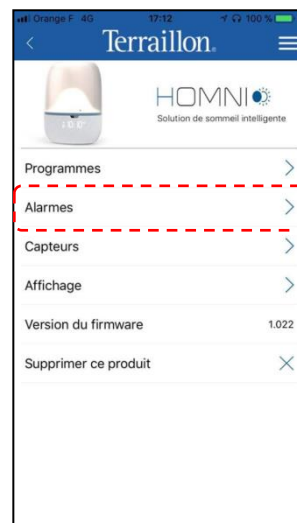 Orange F 4G 17:12 100 %
Terraillon.
HOMNI
Solution de sommeil intelligente
Programmes
Alarmes
Capteurs
Affichage
Version du firmware 1.022
Supprimer ce produit